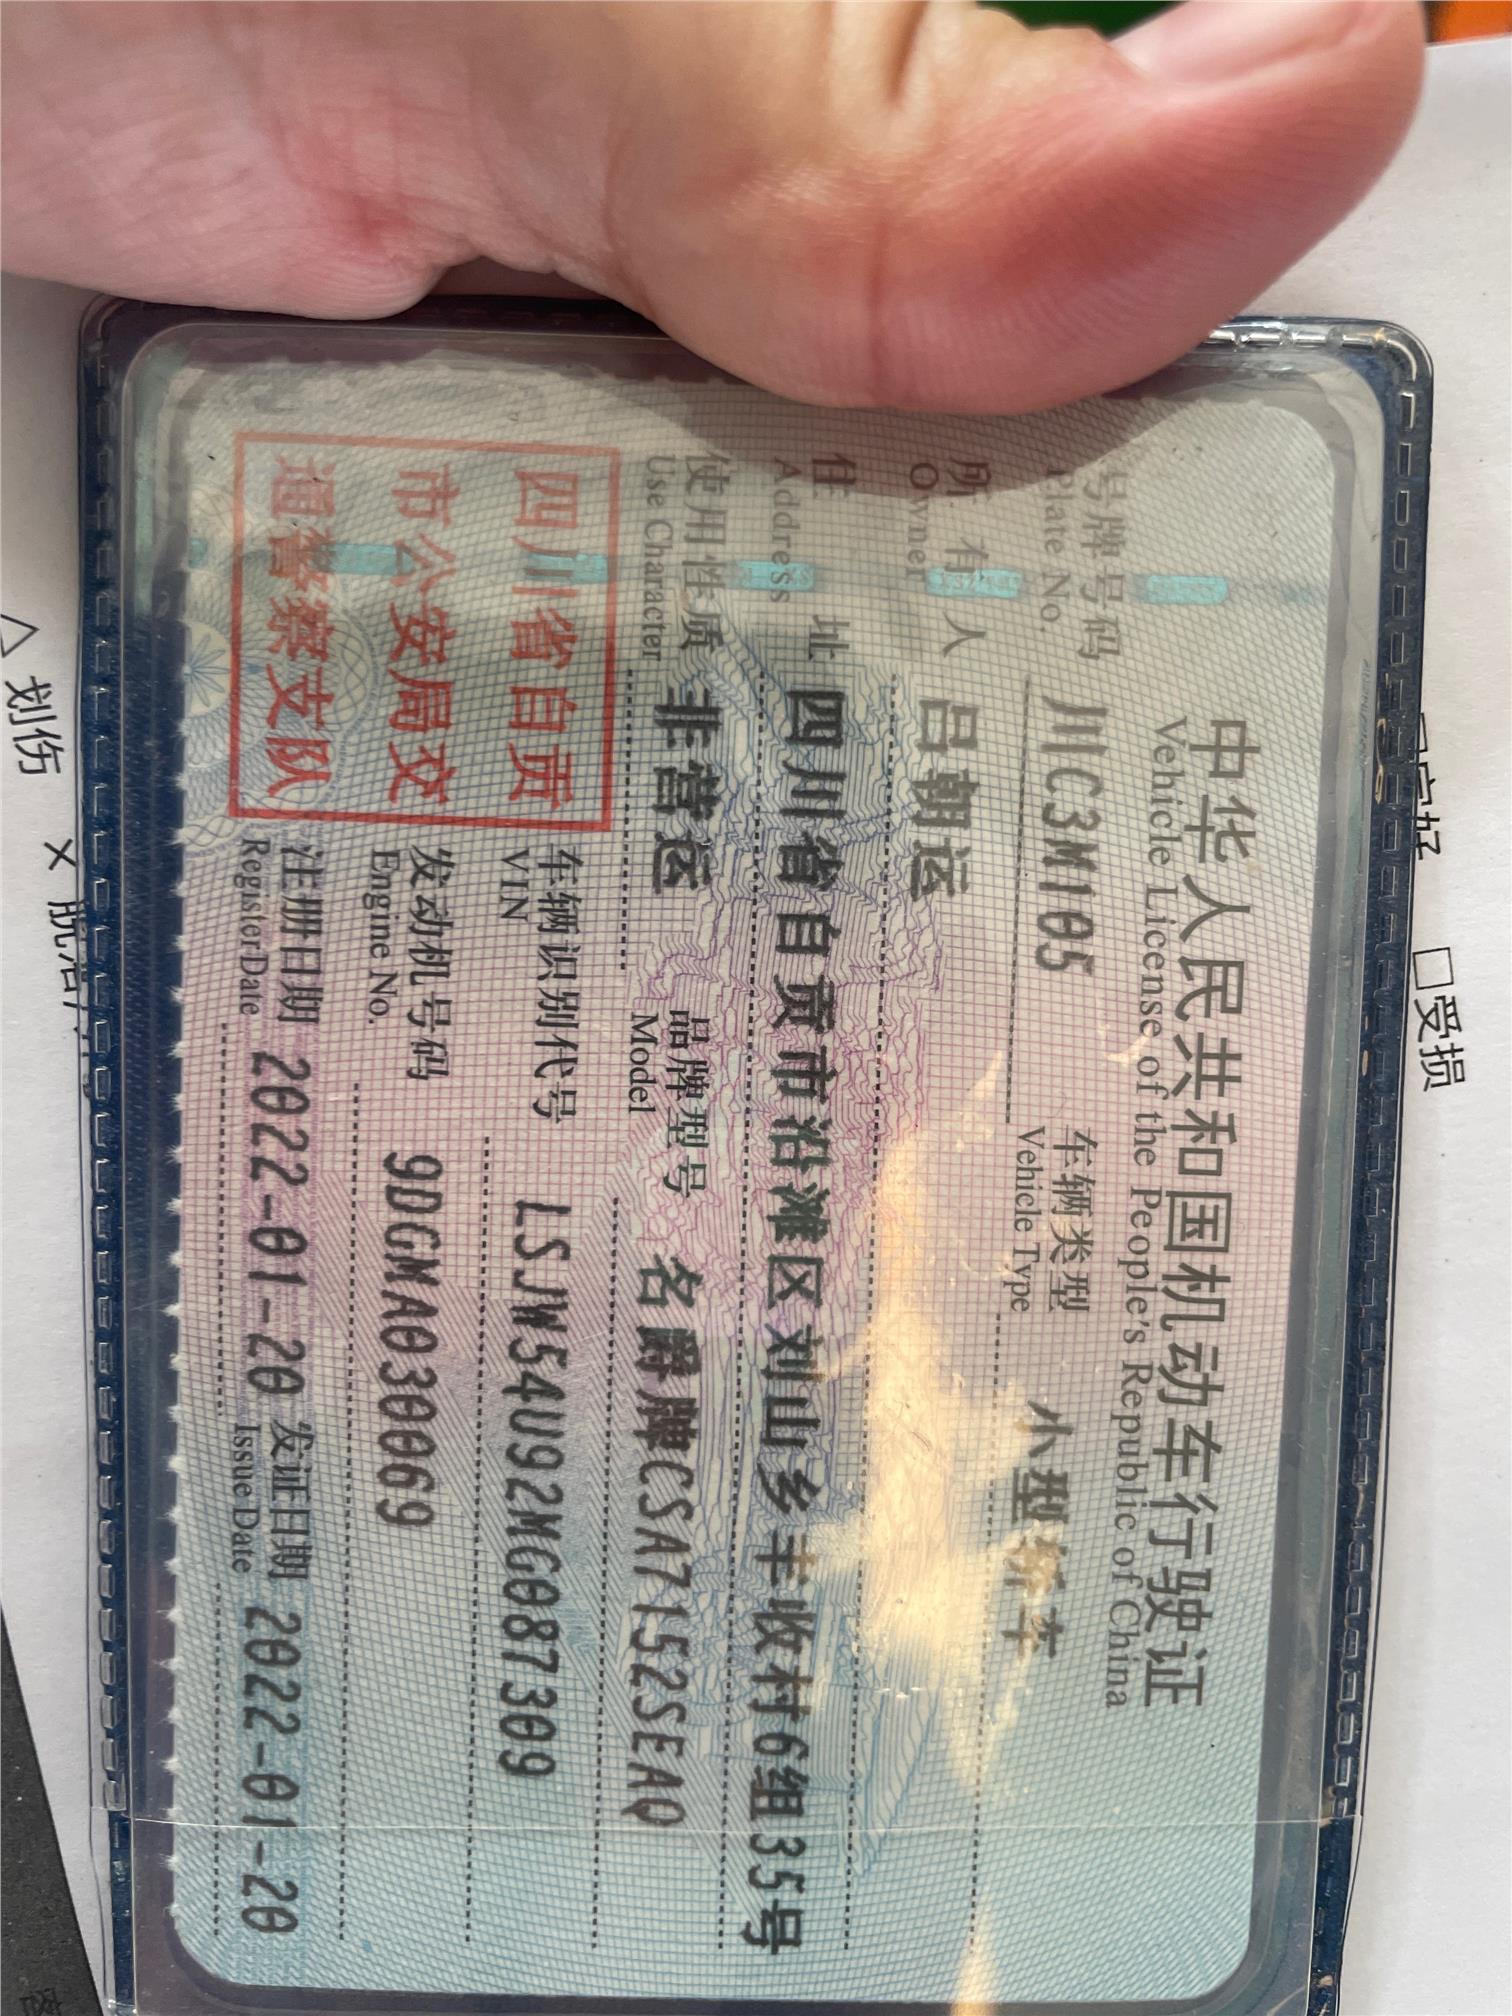 中华人民共和国机动车行驶证
Vehicle License of the People's Republic of China
号牌号码 川C3M105 车辆类型 小型轿车
Plate No. Vehicle Type
所有人 吕朝运
Owner
住址 四川省自贡市沿滩区刘山乡丰收村6组35号
Address
使用性质 非营运 品牌型号 名爵牌CSA7152SEAQ
Use Character Model
四川省自贡
市公安局交
通警察支队
车辆识别代号 LSJW54U92MG087309
VIN
发动机号码 9DGMA030069
Engine No.
注册日期 2022-01-20 发证日期 2022-01-20
Register Date Issue Date
□完好
□受损
△ 划伤
× 脱落